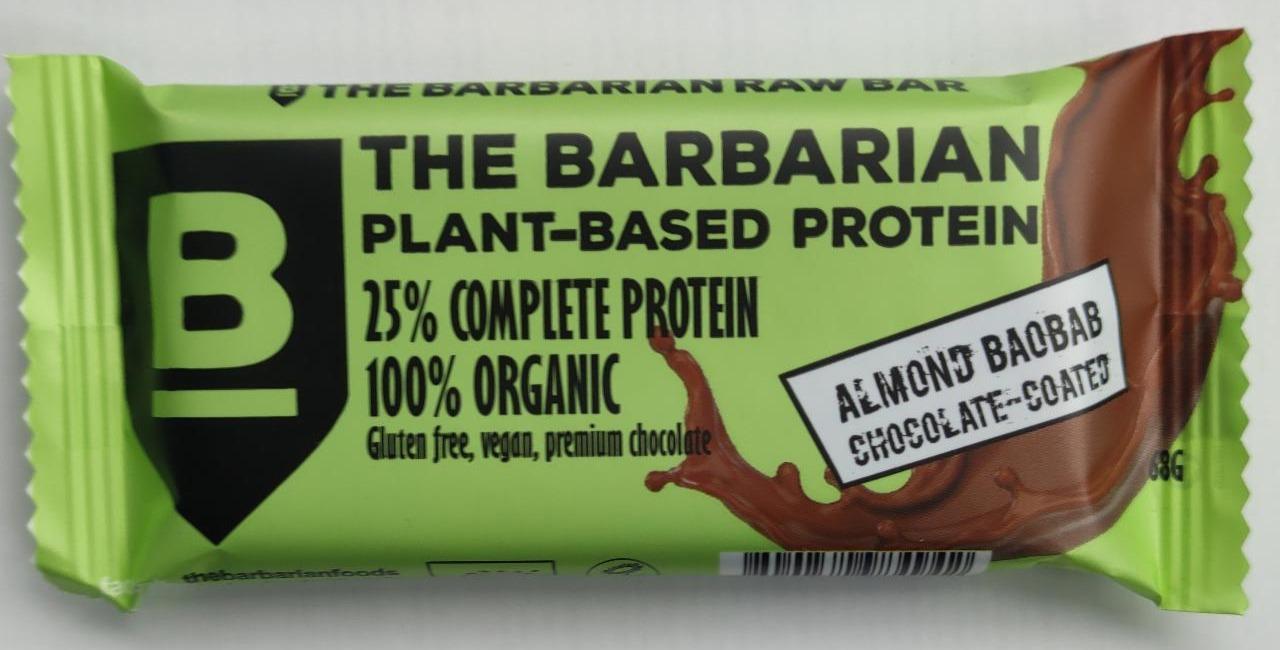 THE BARBARIAN RAW BAR
THE BARBARIAN
PLANT-BASED PROTEIN
B
25% COMPLETE PROTEIN
100% ORGANIC
Gluten free, vegan, premium chocolate
ALMOND BAOBAB
CHOCOLATE-COATED
68G
thebarbarianfoods